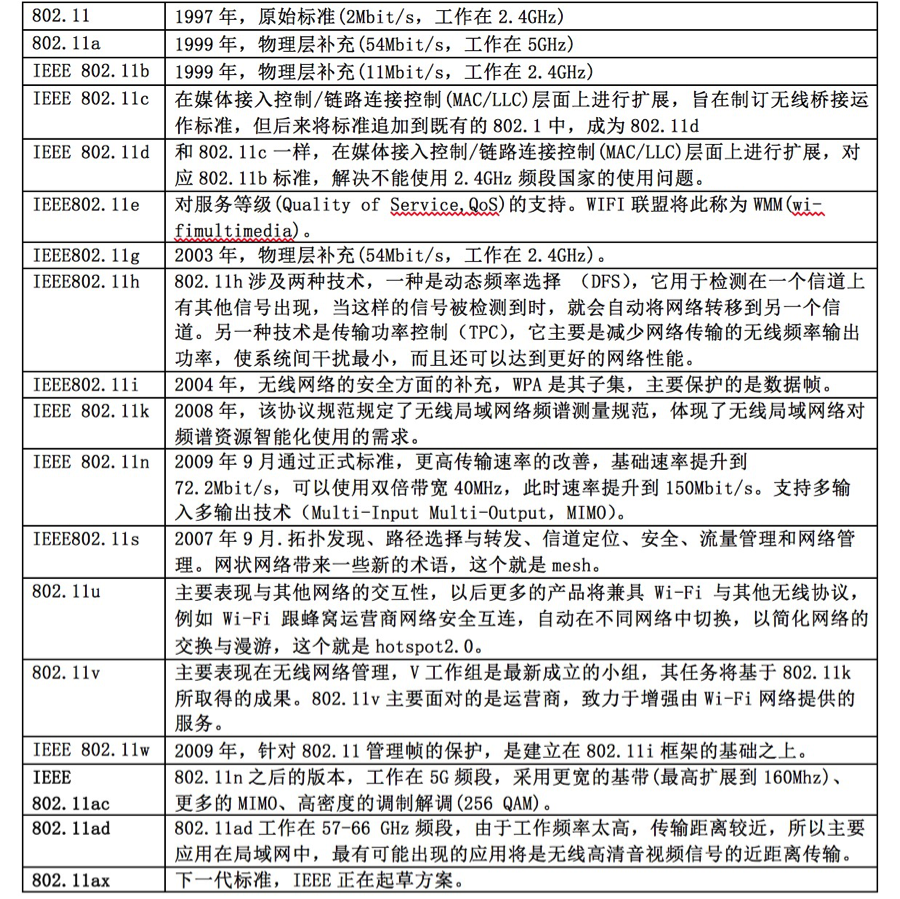 802.11 1997 年，原始标准(2Mbit/s，工作在 2.4GHz)
802.11a 1999 年，物理层补充(54Mbit/s，工作在 5GHz)
IEEE 802.11b 1999 年，物理层补充(11Mbit/s，工作在 2.4GHz)
IEEE 802.11c 在媒体接入控制/链路连接控制(MAC/LLC)层面上进行扩展，旨在制订无线桥接运
作标准，但后来将标准追加到既有的 802.1 中，成为 802.11d
IEEE 802.11d 和 802.11c 一样，在媒体接入控制/链路连接控制(MAC/LLC)层面上进行扩展，对
应 802.11b 标准，解决不能使用 2.4GHz 频段国家的使用问题。
IEEE802.11e 对服务等级(Quality of Service,QoS)的支持。WIFI 联盟将此称为 WMM(wi-
fimultimedia)。
IEEE802.11g 2003 年，物理层补充(54Mbit/s，工作在 2.4GHz)。
IEEE802.11h 802.11h 涉及两种技术，一种是动态频率选择 （DFS），它用于检测在一个信道上
有其他信号出现，当这样的信号被检测到时，就会自动将网络转移到另一个信
道。另一种技术是传输功率控制（TPC），它主要是减少网络传输的无线频率输出
功率，使系统间干扰最小，而且还可以达到更好的网络性能。
IEEE802.11i 2004 年，无线网络的安全方面的补充，WPA 是其子集，主要保护的是数据帧。
IEEE 802.11k 2008 年，该协议规范规定了无线局域网络频谱测量规范，体现了无线局域网络对
频谱资源智能化使用的需求。
IEEE 802.11n 2009 年 9 月通过正式标准，更高传输速率的改善，基础速率提升到
72.2Mbit/s，可以使用双倍带宽 40MHz，此时速率提升到 150Mbit/s。支持多输
入多输出技术（Multi-Input Multi-Output，MIMO）。
IEEE802.11s 2007 年 9 月.拓扑发现、路径选择与转发、信道定位、安全、流量管理和网络管
理。网状网络带来一些新的术语，这个就是 mesh。
802.11u 主要表现与其他网络的交互性，以后更多的产品将兼具 Wi-Fi 与其他无线协议，
例如 Wi-Fi 跟蜂窝运营商网络安全互连，自动在不同网络中切换，以简化网络的
交换与漫游，这个就是 hotspot2.0。
802.11v 主要表现在无线网络管理，V 工作组是最新成立的小组，其任务将基于 802.11k
所取得的成果。802.11v 主要面对的是运营商，致力于增强由 Wi-Fi 网络提供的
服务。
IEEE 802.11w 2009 年，针对 802.11 管理帧的保护，是建立在 802.11i 框架的基础之上。
IEEE 802.11n 之后的版本，工作在 5G 频段，采用更宽的基带(最高扩展到 160Mhz)、
802.11ac 更多的 MIMO、高密度的调制解调(256 QAM)。
802.11ad 802.11ad 工作在 57-66 GHz 频段，由于工作频率太高，传输距离较近，所以主要
应用在局域网中，最有可能出现的应用将是无线高清音视频信号的近距离传输。
802.11ax 下一代标准，IEEE 正在起草方案。